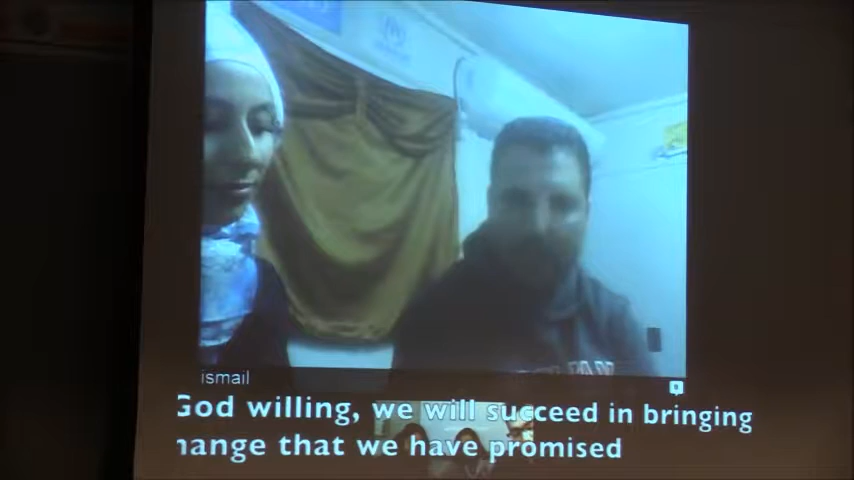 ismail
God willing, we will succeed in bringing
hange that we have promised